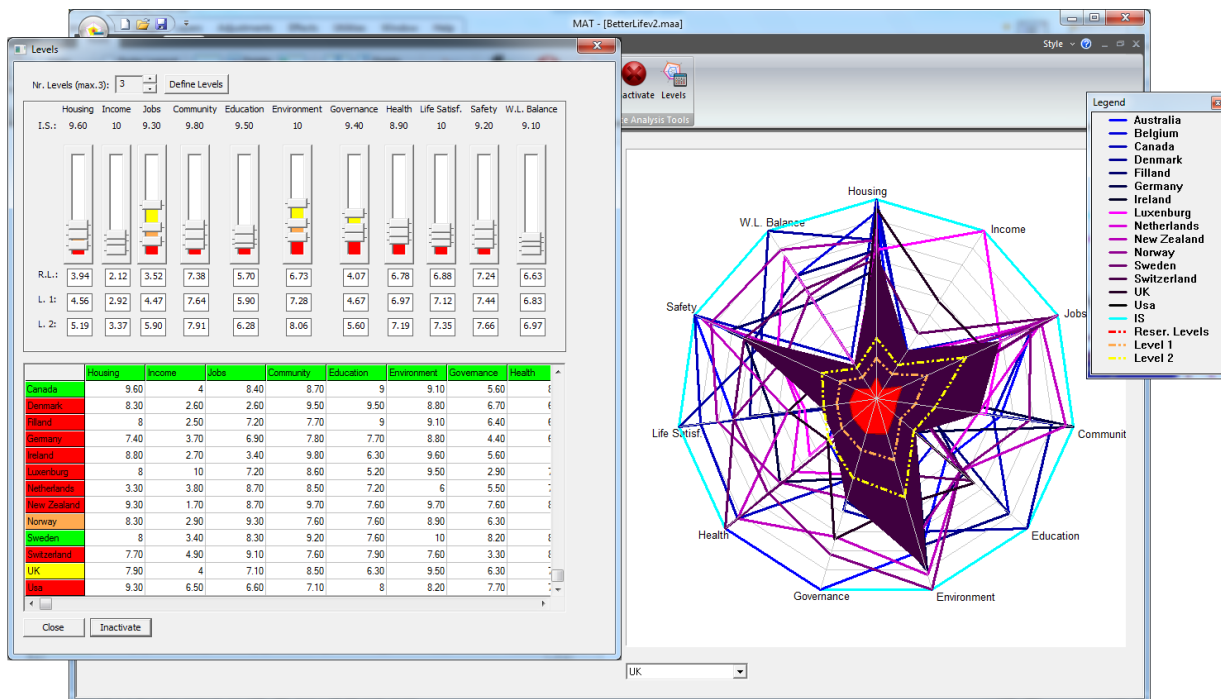 MAT - [BetterLifev2.maa]
Style
activate Levels
ce Analysis Tools
Levels
Nr. Levels (max.3): 3 Define Levels
Housing Income Jobs Community Education Environment Governance Health Life Satisf. Safety W.L. Balance
I.S.: 9.60 10 9.30 9.80 9.50 10 9.40 8.90 10 9.20 9.10
R.L.: 3.94 2.12 3.52 7.38 5.70 6.73 4.07 6.78 6.88 7.24 6.63
L. 1: 4.56 2.92 4.47 7.64 5.90 7.28 4.67 6.97 7.12 7.44 6.83
L. 2: 5.19 3.37 5.90 7.91 6.28 8.06 5.60 7.19 7.35 7.66 6.97
Housing Income Jobs Community Education Environment Governance Health
Canada 9.60 4 8.40 8.70 9 9.10 5.60 8
Denmark 8.30 2.60 2.60 9.50 9.50 8.80 6.70 6
Filland 8 2.50 7.20 7.70 9 9.10 6.40 6
Germany 7.40 3.70 6.90 7.80 7.70 8.80 4.40 6
Ireland 8.80 2.70 3.40 9.80 6.30 9.60 5.60
Luxenburg 8 10 7.20 8.60 5.20 9.50 2.90 7
Netherlands 3.30 3.80 8.70 8.50 7.20 6 5.50 7
New Zealand 9.30 1.70 8.70 9.70 7.60 9.70 7.60 8
Norway 8.30 2.90 9.30 7.60 7.60 8.90 6.30
Sweden 8 3.40 8.30 9.20 7.60 10 8.20 8
Switzerland 7.70 4.90 9.10 7.60 7.90 7.60 3.30 8
UK 7.90 4 7.10 8.50 6.30 9.50 6.30 7
Usa 9.30 6.50 6.60 7.10 8 8.20 7.70
Close Inactivate
Housing
Income
Jobs
Communit
Education
Environment
Governance
Health
Life Satisf.
Safety
W.L. Balance
UK
Legend
Australia
Belgium
Canada
Denmark
Filland
Germany
Ireland
Luxenburg
Netherlands
New Zealand
Norway
Sweden
Switzerland
UK
Usa
IS
Reser. Levels
Level 1
Level 2